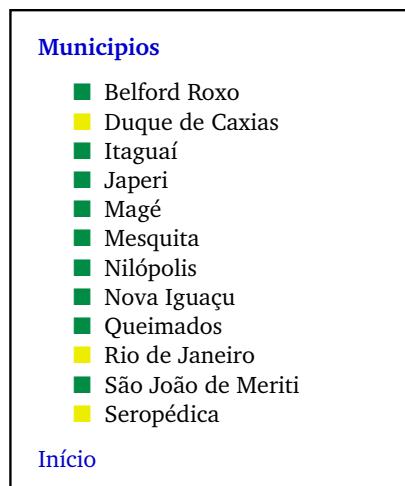 Municipios
Belford Roxo
Duque de Caxias
Itaguaí
Japeri
Magé
Mesquita
Nilópolis
Nova Iguaçu
Queimados
Rio de Janeiro
São João de Meriti
Seropédica
Início